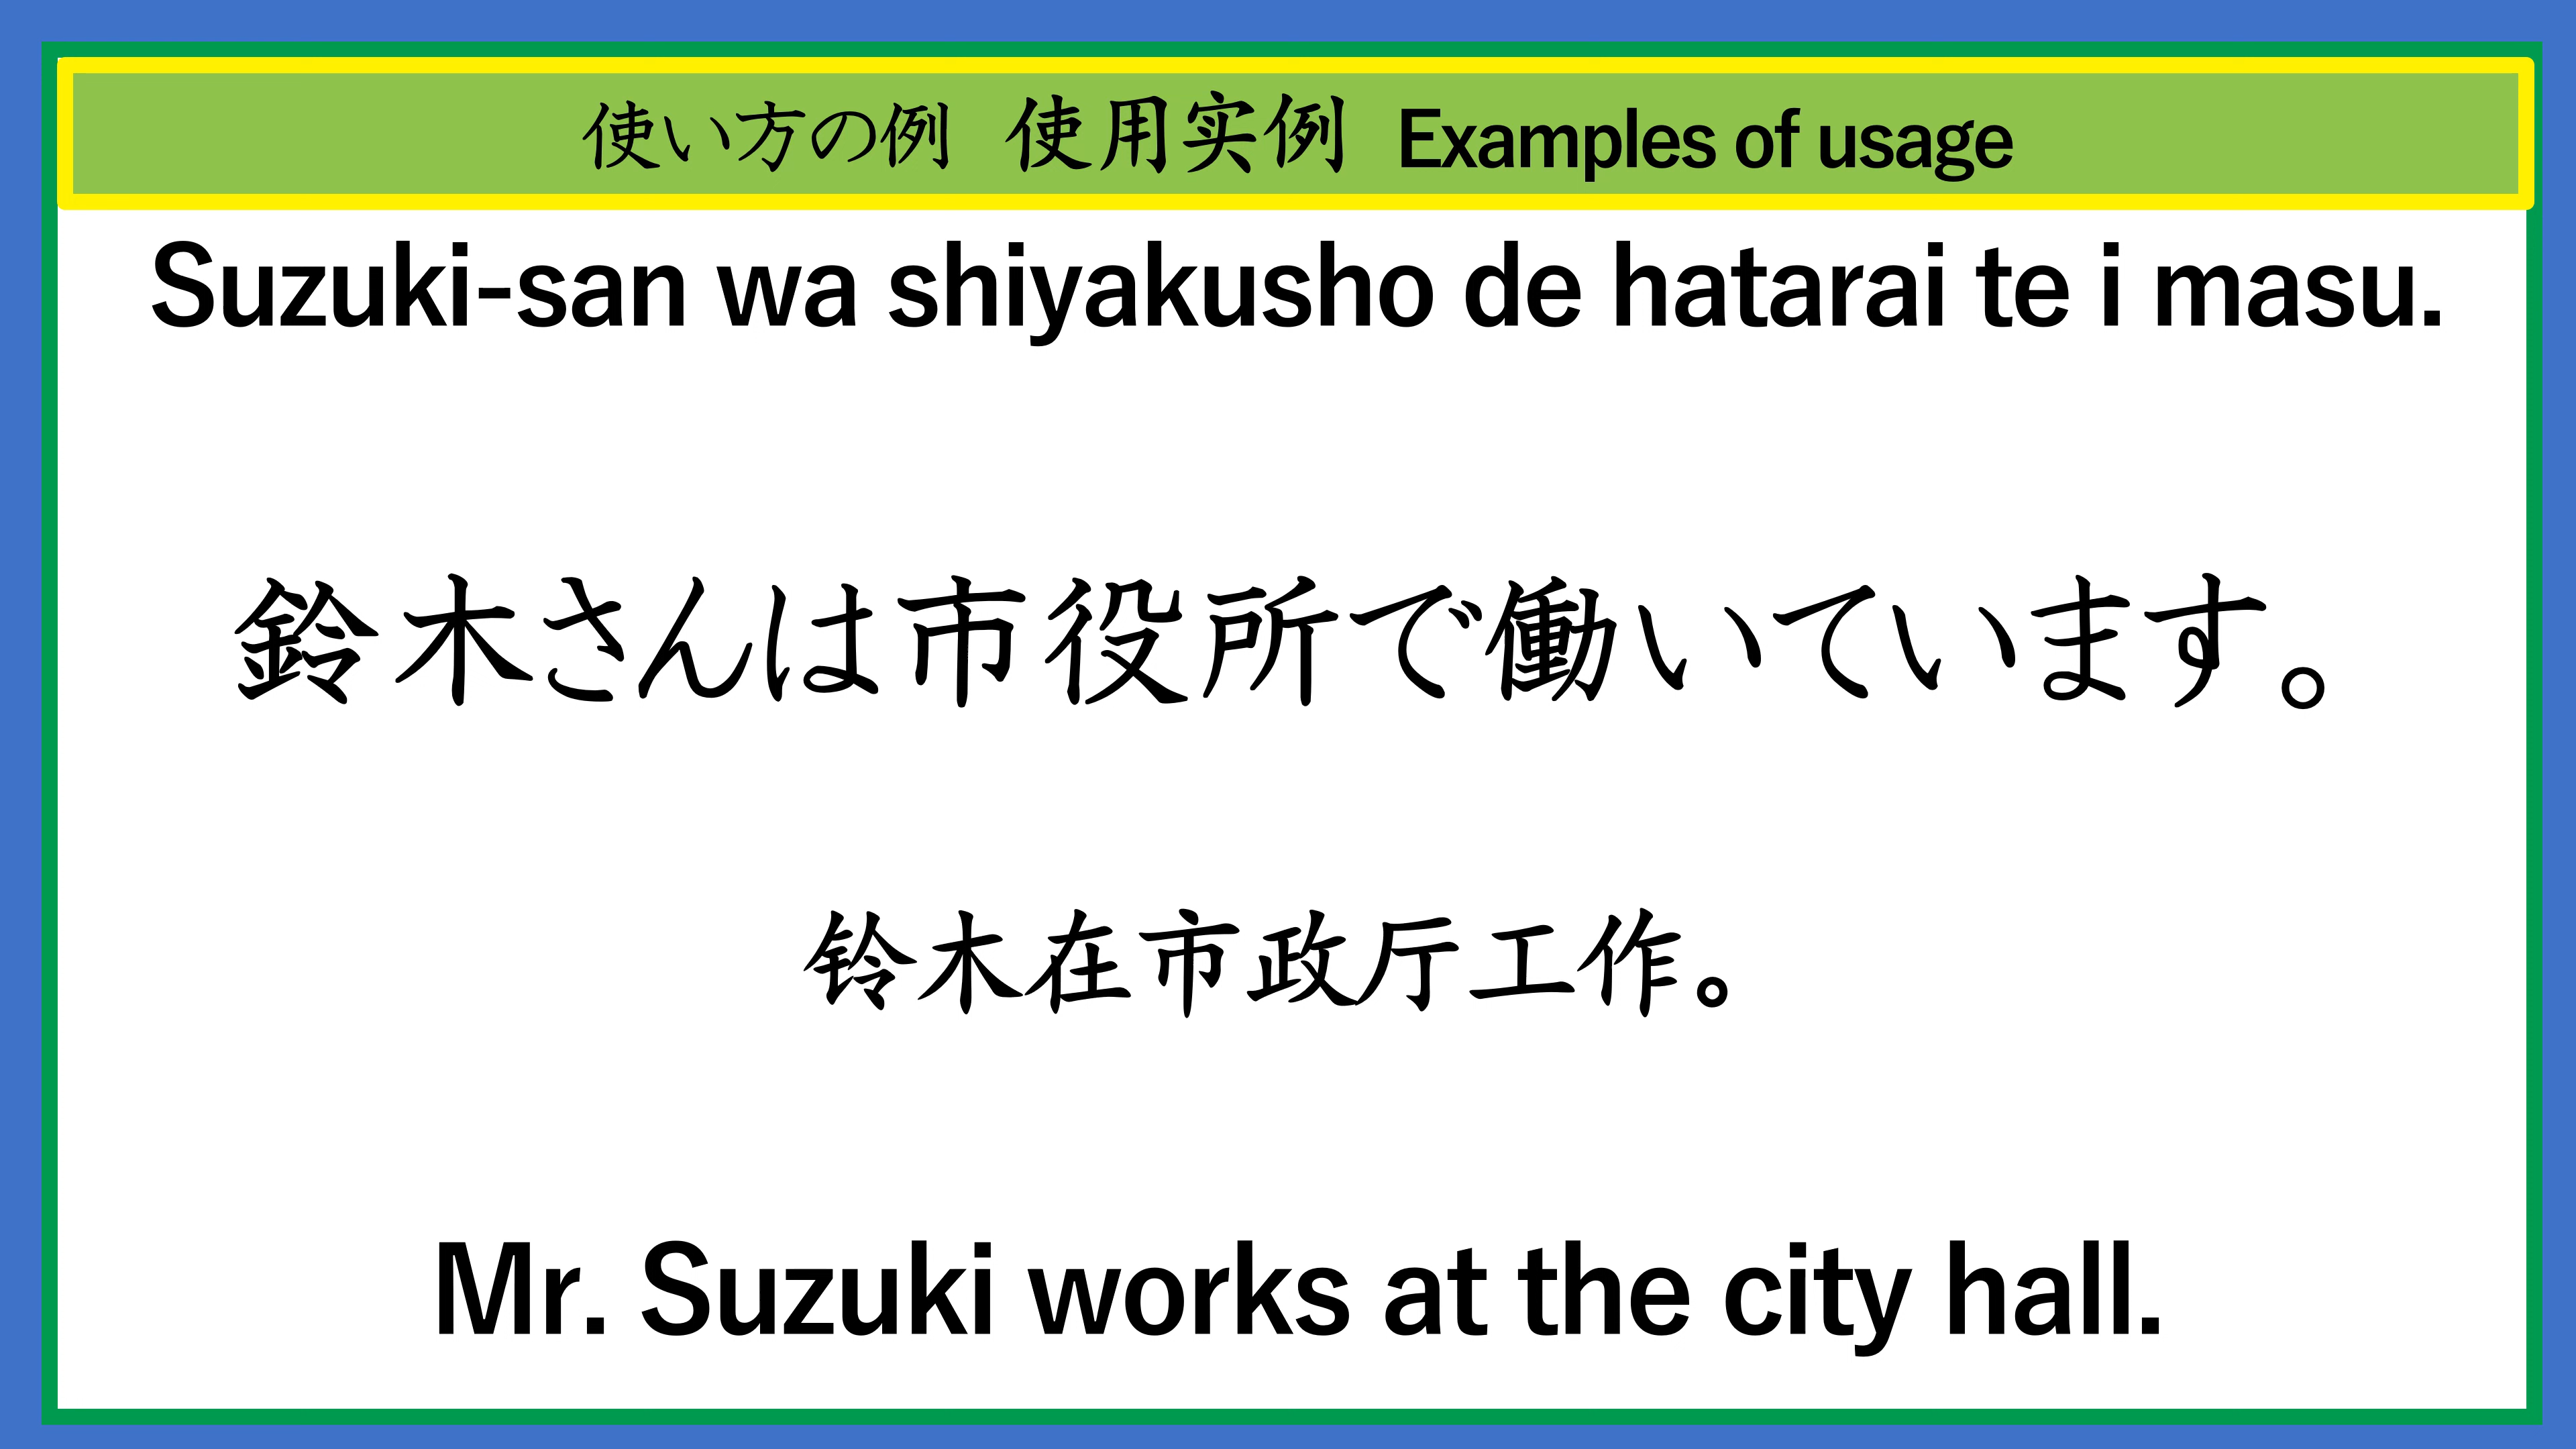 使い方の例 使用实例 Examples of usage
Suzuki-san wa shiyakusho de hatarai te i masu.
鈴木さんは市役所で働いています。
铃木在市政厅工作。
Mr. Suzuki works at the city hall.